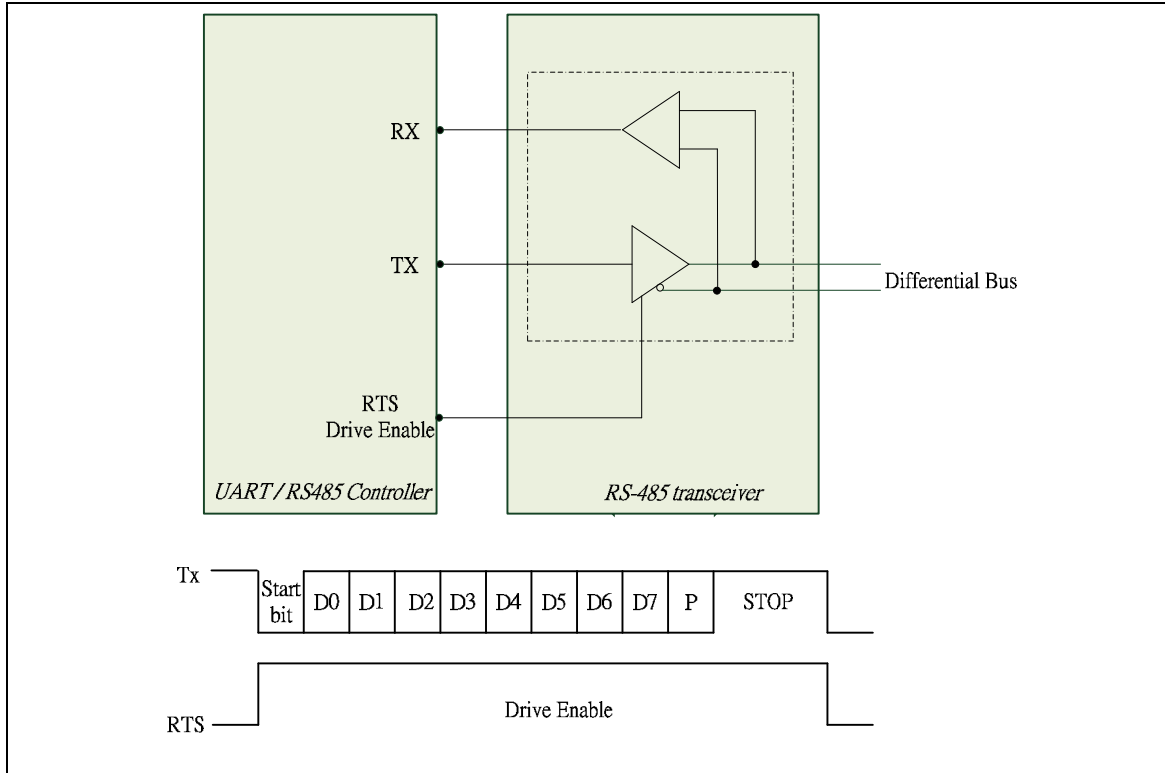 RX
TX
Differential Bus
RTS
Drive Enable
UART / RS485 Controller
RS-485 transceiver
Tx
Start
bit
D0 D1 D2 D3 D4 D5 D6 D7 P STOP
RTS
Drive Enable